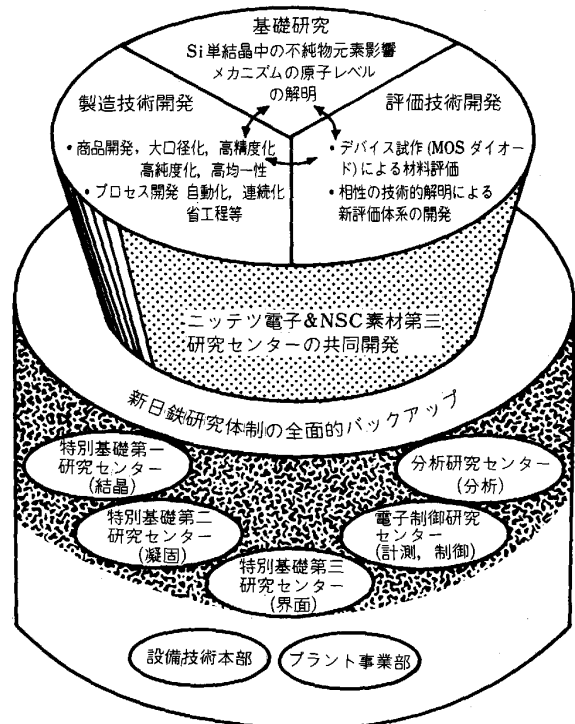 基礎研究
Si単結晶中の不純物元素影響
メカニズムの原子レベル
の解明
製造技術開発
・商品開発，大口径化，高精度化
高純度化，高均一性
・プロセス開発 自動化，連続化
省工程等
評価技術開発
・デバイス試作(MOSダイオー
ド)による材料評価
・相性の技術的解明による
新評価体系の開発
ニッテツ電子&NSC素材第三
研究センターの共同開発
新日鉄研究体制の全面的バックアップ
特別基礎第一
研究センター
(結晶)
分析研究センター
(分析)
特別基礎第二
研究センター
(凝固)
電子制御研究
センター
(計測，制御)
特別基礎第三
研究センター
(界面)
設備技術本部
プラント事業部